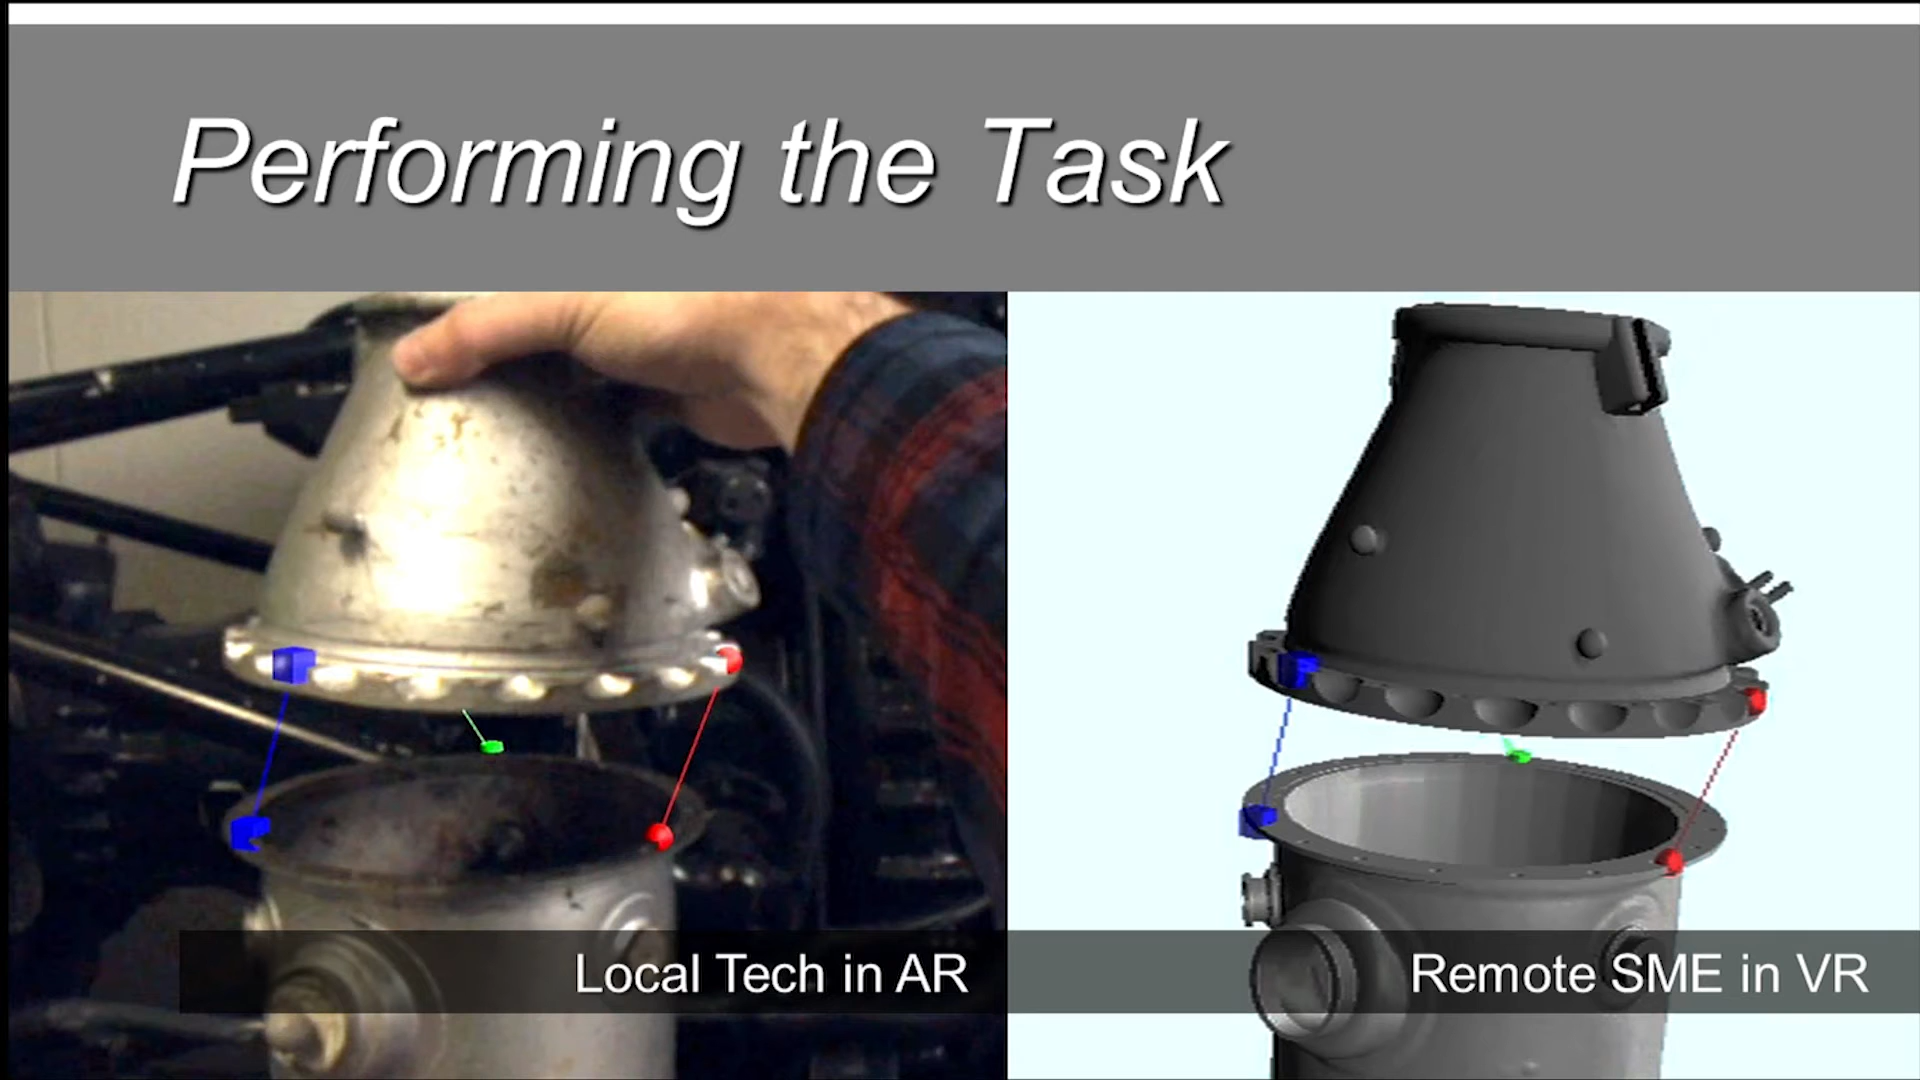 Performing the Task
Local Tech in AR
Remote SME in VR